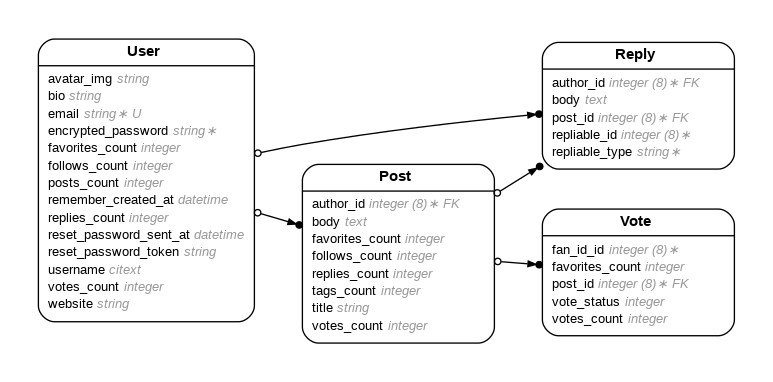 User
avatar_img string
bio string
email string∗ U
encrypted_password string∗
favorites_count integer
follows_count integer
posts_count integer
remember_created_at datetime
replies_count integer
reset_password_sent_at datetime
reset_password_token string
username citext
votes_count integer
website string
Post
author_id integer (8)∗ FK
body text
favorites_count integer
follows_count integer
replies_count integer
tags_count integer
title string
votes_count integer
Reply
author_id integer (8)∗ FK
body text
post_id integer (8)∗ FK
repliable_id integer (8)∗
repliable_type string∗
Vote
fan_id_id integer (8)∗
favorites_count integer
post_id integer (8)∗ FK
vote_status integer
votes_count integer